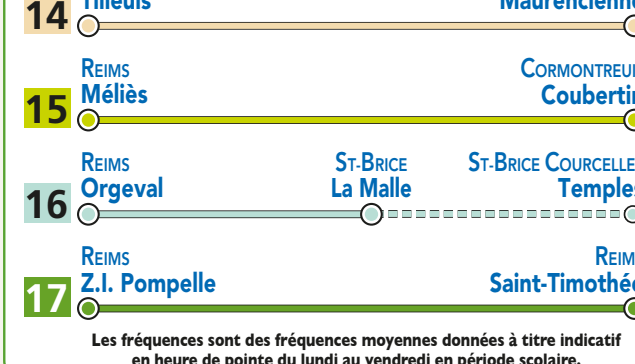 Tilleuls
14
REIMS CORMONTREUI
15 Méliès Coubertin
REIMS ST-BRICE ST-BRICE COURCELLE
16 Orgeval La Malle Temples
REIMS REIM
17 Z.I. Pompelle Saint-Timothée
Les fréquences sont des fréquences moyennes données à titre indicatif
en heure de pointe du lundi au vendredi en période scolaire.